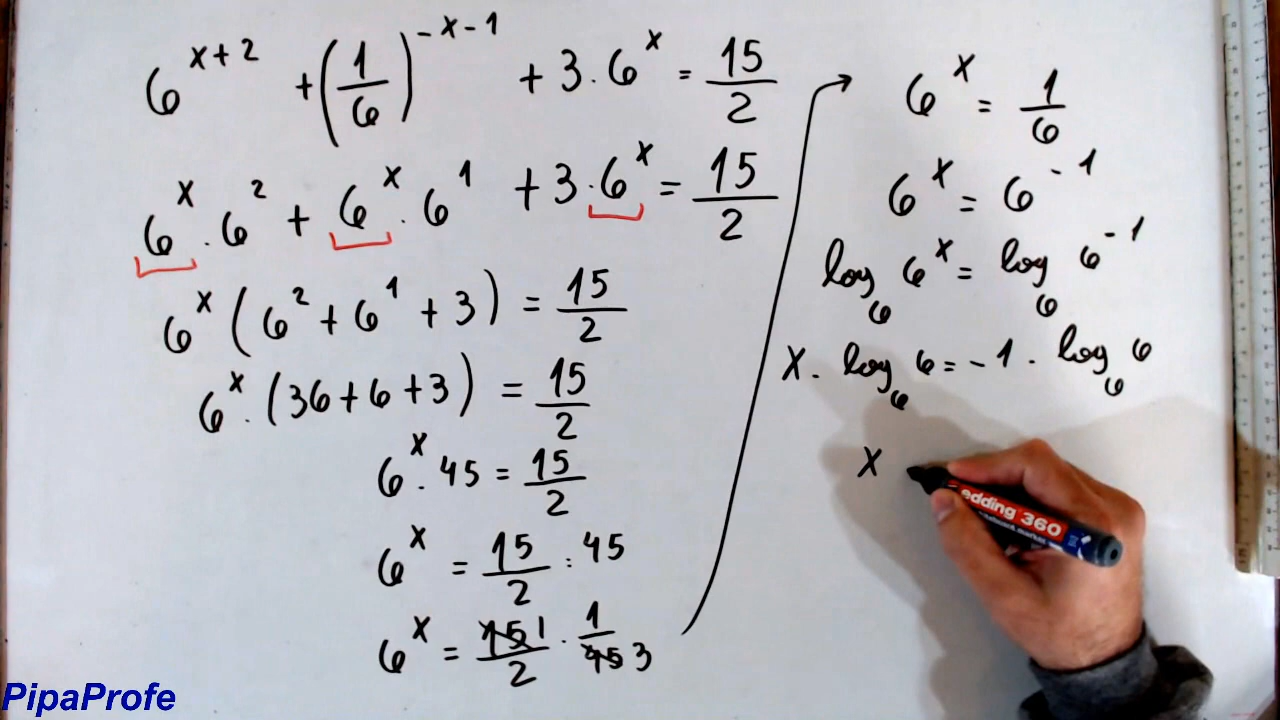 6^(x+2) + (1/6)^(-x-1) + 3 · 6^x = 15/2
6^x · 6^2 + 6^x · 6^1 + 3 · 6^x = 15/2
6^x (6^2 + 6^1 + 3) = 15/2
6^x · (36 + 6 + 3) = 15/2
6^x · 45 = 15/2
6^x = 15/2 : 45
6^x = 15 1/2 · 1/45 3
6^x = 1/6
6^x = 6^-1
log_6 6^x = log_6 6^-1
x · log_6 6 = -1 · log_6 6
x
edding 360
PipaProfe